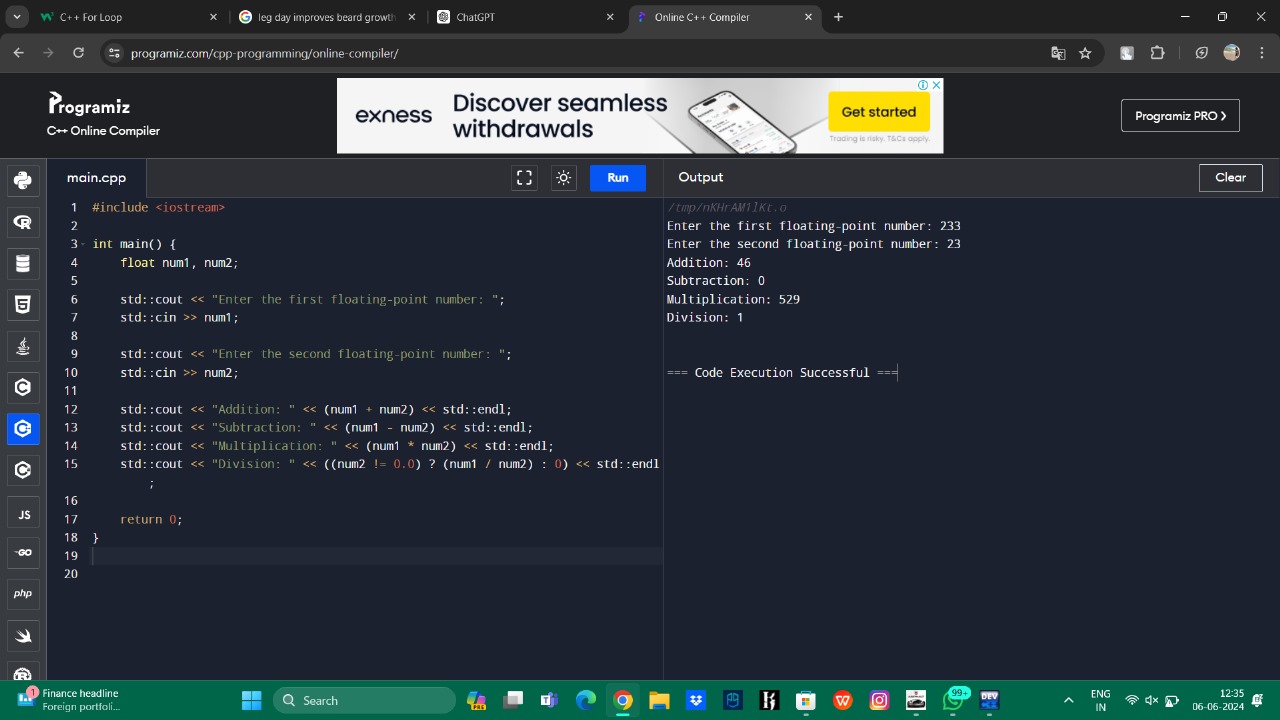 C++ For Loop
leg day improves beard growth
ChatGPT
Online C++ Compiler
programiz.com/cpp-programming/online-compiler/
Programiz
C++ Online Compiler
exness
Discover seamless
withdrawals
Get started
Trading is risky. T&Cs apply.
Programiz PRO
main.cpp
Run
Output
Clear
1 #include <iostream>
2
3 int main() {
4 float num1, num2;
5
6 std::cout << "Enter the first floating-point number: ";
7 std::cin >> num1;
8
9 std::cout << "Enter the second floating-point number: ";
10 std::cin >> num2;
11
12 std::cout << "Addition: " << (num1 + num2) << std::endl;
13 std::cout << "Subtraction: " << (num1 - num2) << std::endl;
14 std::cout << "Multiplication: " << (num1 * num2) << std::endl;
15 std::cout << "Division: " << ((num2 != 0.0) ? (num1 / num2) : 0) << std::endl
;
16
17 return 0;
18 }
19
20
/tmp/nKHrAM1lKt.o
Enter the first floating-point number: 233
Enter the second floating-point number: 23
Addition: 46
Subtraction: 0
Multiplication: 529
Division: 1
=== Code Execution Successful ===
JS
GO
php
1
Finance headline
Foreign portfoli...
Search
PRE
99+
DEV
ENG
IN
12:35
06-06-2024